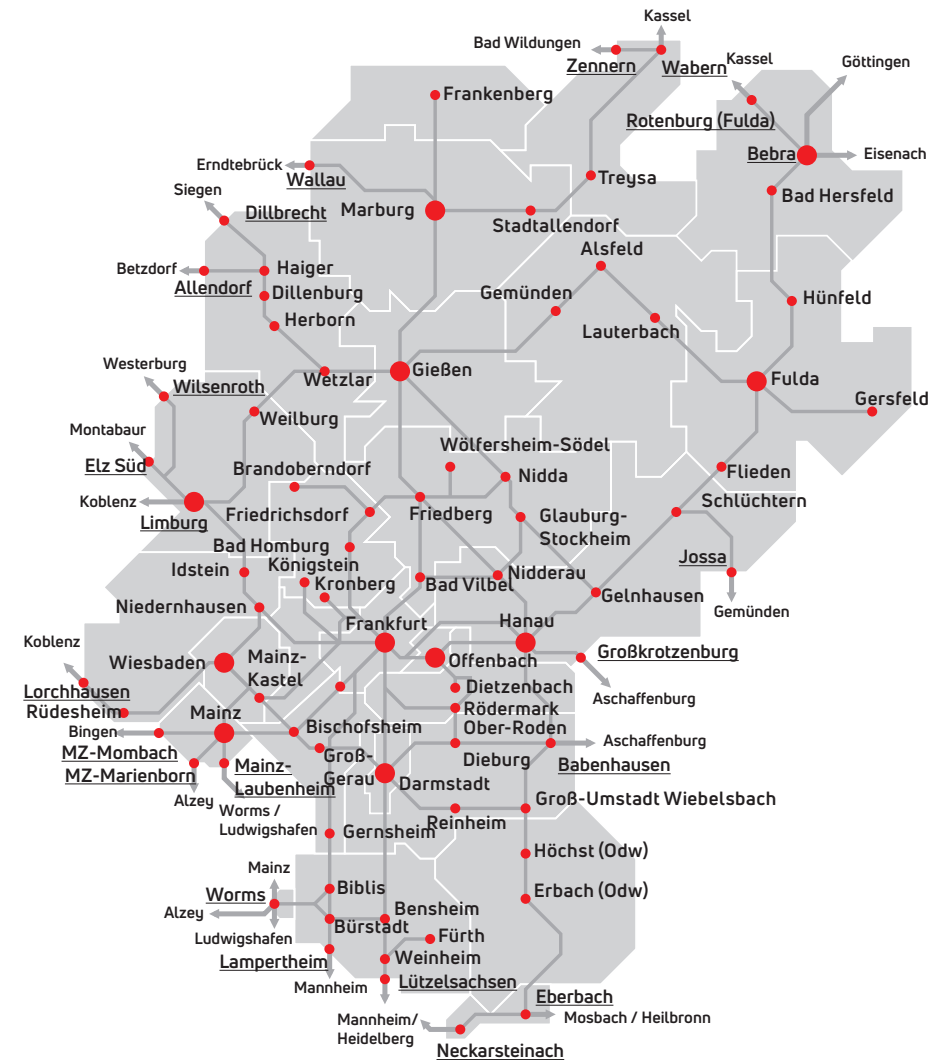 Kassel
Bad Wildungen
Zennern
Wabern
Kassel
Göttingen
Frankenberg
Rotenburg (Fulda)
Bebra
Eisenach
Erndtebrück
Wallau
Treysa
Siegen
Marburg
Bad Hersfeld
Dillbrecht
Stadtallendorf
Alsfeld
Betzdorf
Haiger
Allendorf
Dillenburg
Gemünden
Hünfeld
Herborn
Lauterbach
Westerburg
Wetzlar
Gießen
Fulda
Wilsenroth
Gersfeld
Weilburg
Montabaur
Wölfersheim-Södel
Elz Süd
Brandoberndorf
Nidda
Flieden
Koblenz
Schlüchtern
Limburg
Friedrichsdorf
Friedberg
Glauburg-
Stockheim
Bad Homburg
Jossa
Idstein
Königstein
Kronberg
Bad Vilbel
Nidderau
Gelnhausen
Gemünden
Niedernhausen
Frankfurt
Hanau
Koblenz
Wiesbaden
Mainz-
Kastel
Offenbach
Großkrotzenburg
Lorchhausen
Dietzenbach
Aschaffenburg
Rüdesheim
Mainz
Rödermark
Ober-Roden
Bingen
Bischofsheim
Aschaffenburg
MZ-Mombach
Groß-
Gerau
Dieburg
Babenhausen
MZ-Marienborn
Mainz-
Laubenheim
Darmstadt
Alzey
Worms /
Ludwigshafen
Groß-Umstadt Wiebelsbach
Reinheim
Gernsheim
Höchst (Odw)
Mainz
Biblis
Erbach (Odw)
Worms
Alzey
Bensheim
Bürstadt
Ludwigshafen
Fürth
Lampertheim
Weinheim
Mannheim
Lützelsachsen
Eberbach
Mannheim/
Heidelberg
Mosbach / Heilbronn
Neckarsteinach